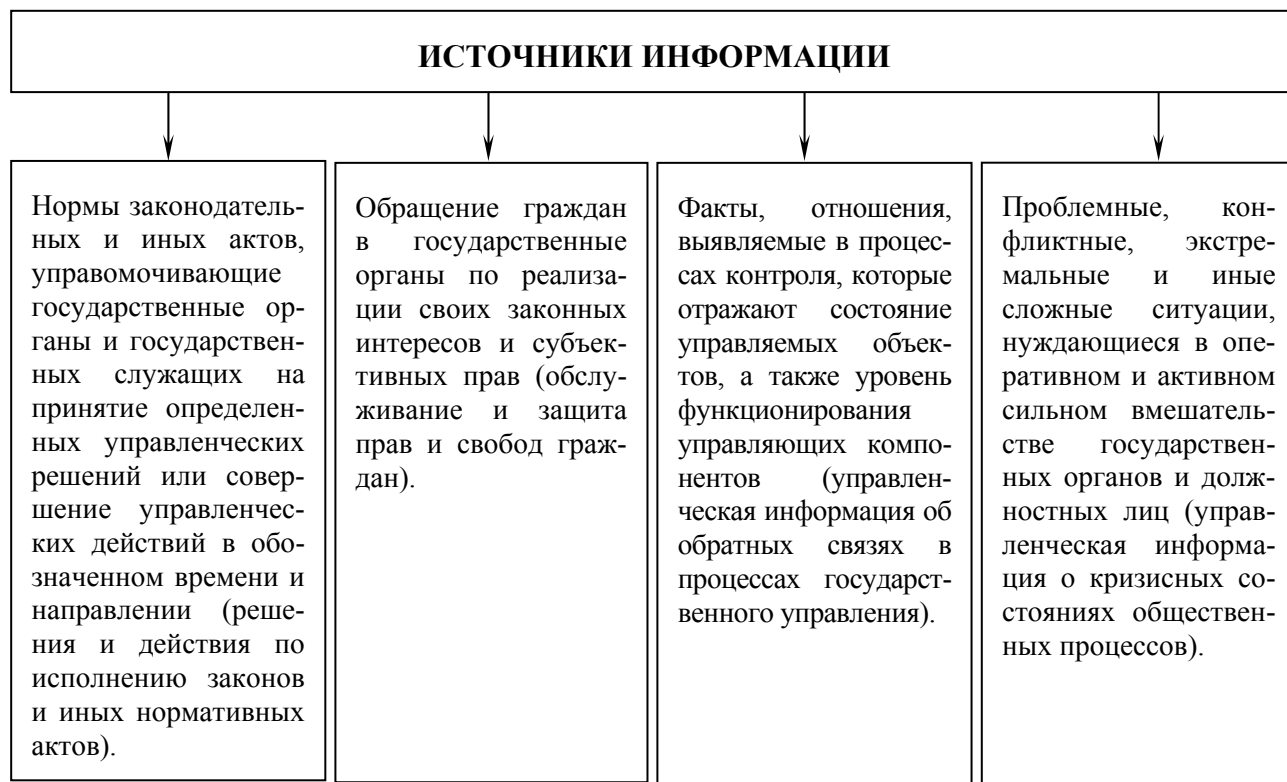 ИСТОЧНИКИ ИНФОРМАЦИИ
Нормы законодатель-
ных и иных актов,
управомочивающие
государственные ор-
ганы и государствен-
ных служащих на
принятие определен-
ных управленческих
решений или совер-
шение управленчес-
ких действий в обо-
значенном времени и
направлении (реше-
ния и действия по
исполнению законов
и иных нормативных
актов).
Обращение граждан
в государственные
органы по реализа-
ции своих законных
интересов и субъек-
тивных прав (обслу-
живание и защита
прав и свобод граж-
дан).
Факты, отношения,
выявляемые в процес-
сах контроля, которые
отражают состояние
управляемых объек-
тов, а также уровень
функционирования
управляющих компо-
нентов (управлен-
ческая информация об
обратных связях в
процессах государст-
венного управления).
Проблемные, кон-
фликтные, экстре-
мальные и иные
сложные ситуации,
нуждающиеся в опе-
ративном и активном
сильном вмешатель-
стве государствен-
ных органов и долж-
ностных лиц (управ-
ленческая информа-
ция о кризисных со-
стояниях обществен-
ных процессов).